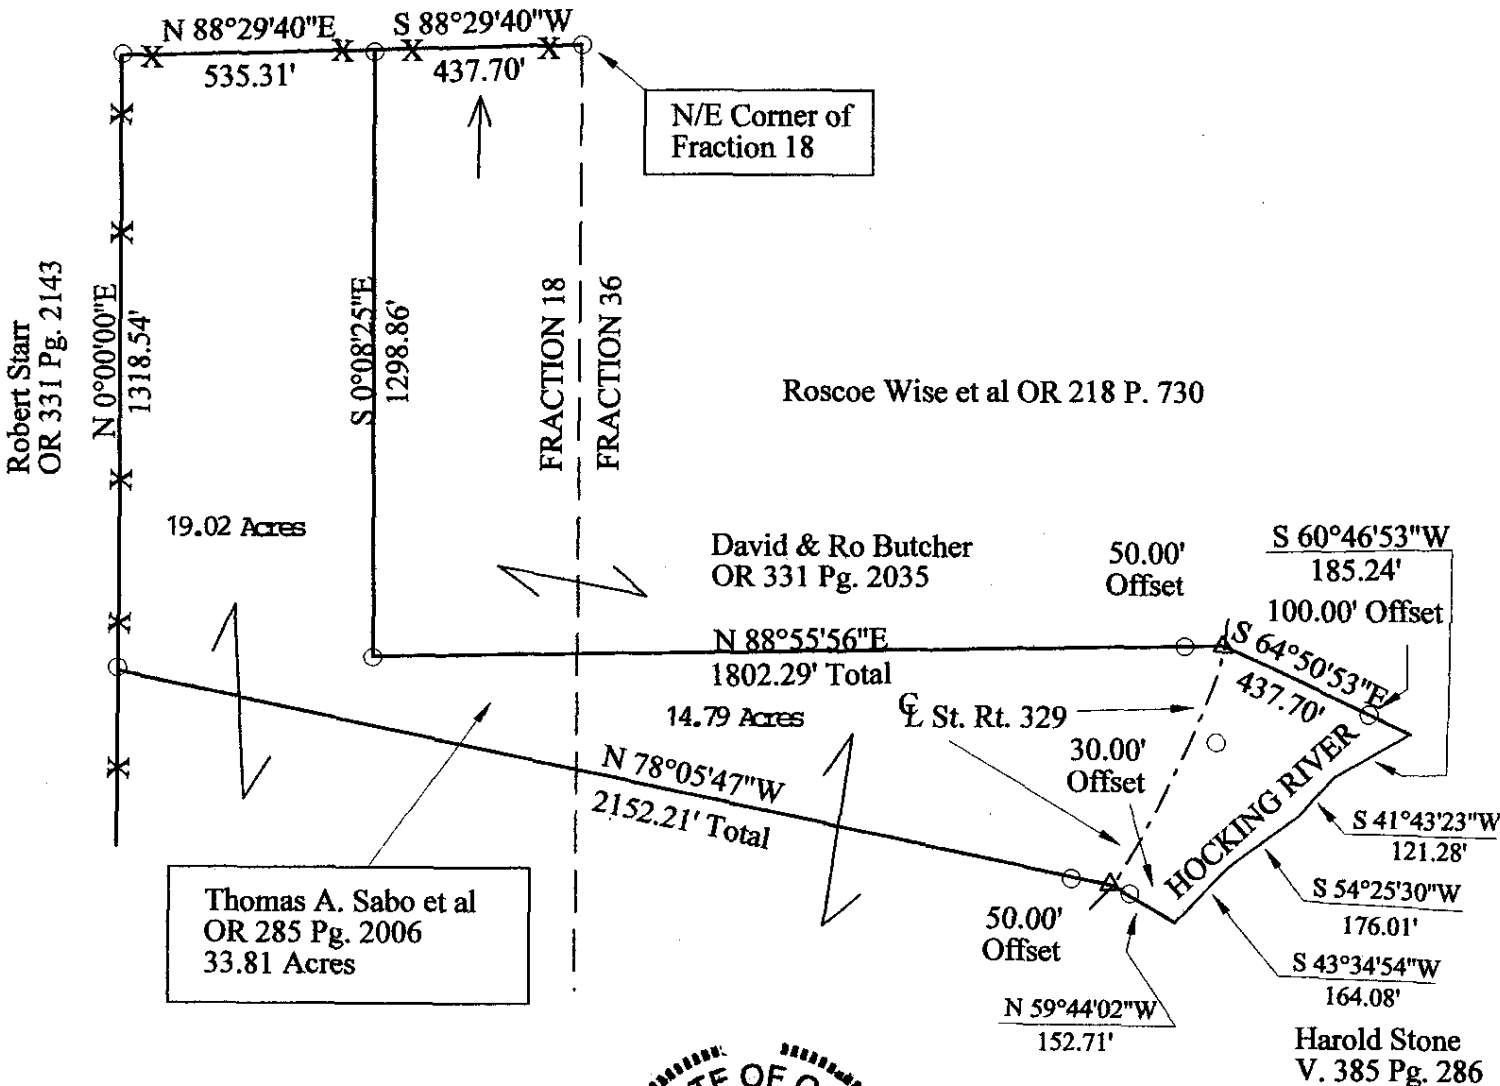 N 88°29'40"E
535.31'
S 88°29'40"W
437.70'
N/E Corner of
Fraction 18
Robert Starr
OR 331 Pg. 2143
N 0°00'00"E
1318.54'
S 0°08'25"E
1298.86'
FRACTION 18
FRACTION 36
Roscoe Wise et al OR 218 P. 730
19.02 Acres
David & Ro Butcher
OR 331 Pg. 2035
50.00'
Offset
S 60°46'53"W
185.24'
100.00' Offset
N 88°55'56"E
1802.29' Total
S 64°50'53"E
437.70'
14.79 Acres
℄ St. Rt. 329
30.00'
Offset
N 78°05'47"W
2152.21' Total
HOCKING RIVER
S 41°43'23"W
121.28'
S 54°25'30"W
176.01'
S 43°34'54"W
164.08'
Thomas A. Sabo et al
OR 285 Pg. 2006
33.81 Acres
50.00'
Offset
N 59°44'02"W
152.71'
Harold Stone
V. 385 Pg. 286
TE OF O